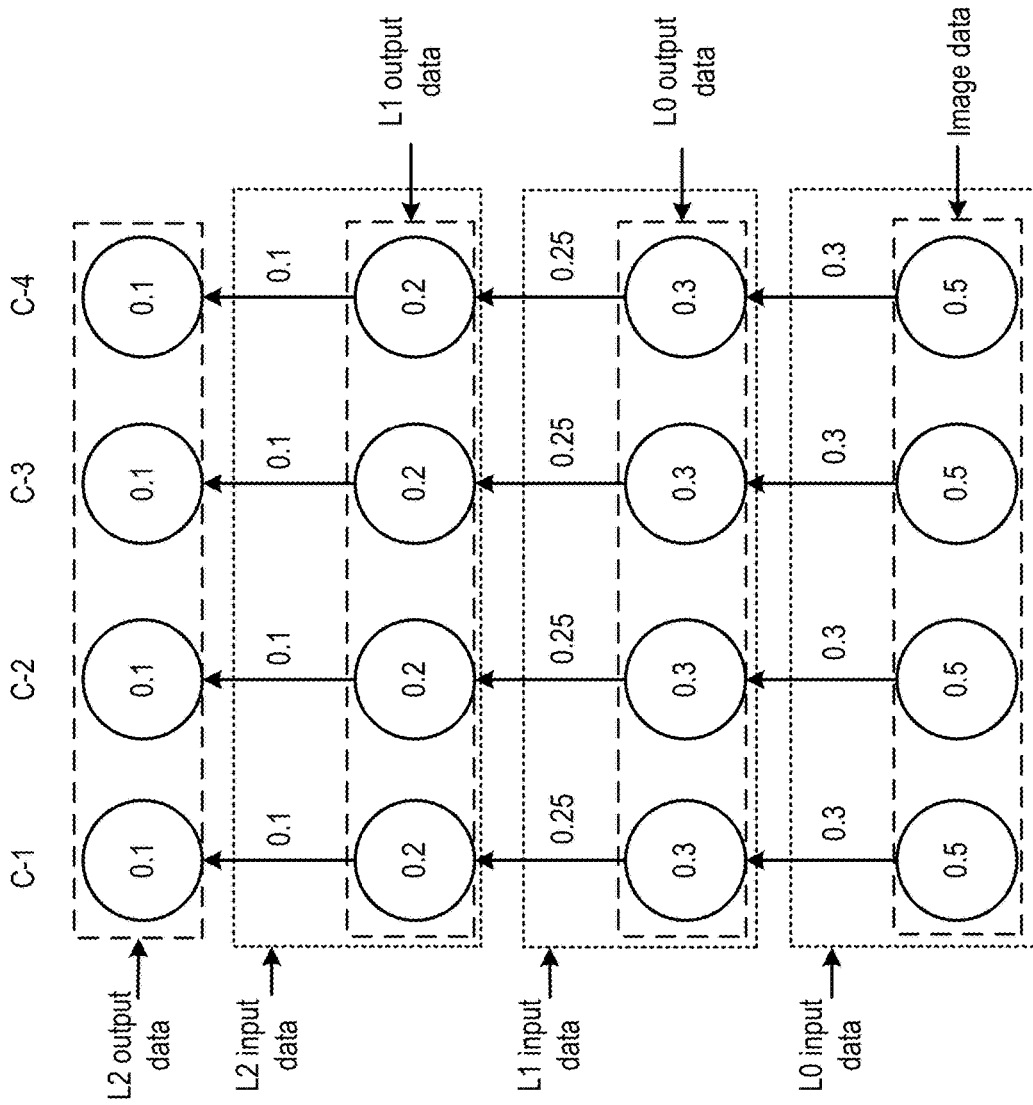 C-1 C-2 C-3 C-4
L2 output
data
0.1 0.1 0.1 0.1
L2 input
data
0.1 0.1 0.1 0.1
0.2 0.2 0.2 0.2
L1 output
data
L1 input
data
0.25 0.25 0.25 0.25
0.3 0.3 0.3 0.3
L0 output
data
L0 input
data
0.3 0.3 0.3 0.3
0.5 0.5 0.5 0.5
Image data